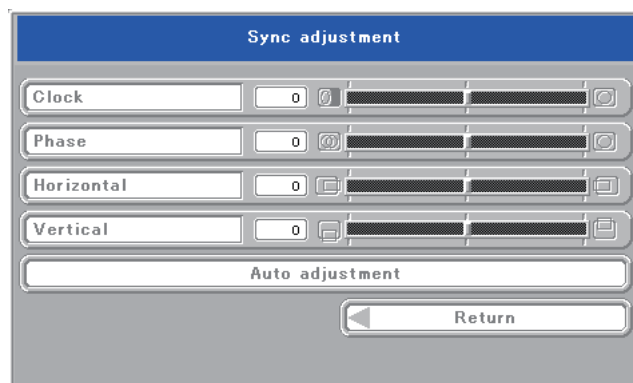 Sync adjustment
Clock 0
Phase 0
Horizontal 0
Vertical 0
Auto adjustment
Return